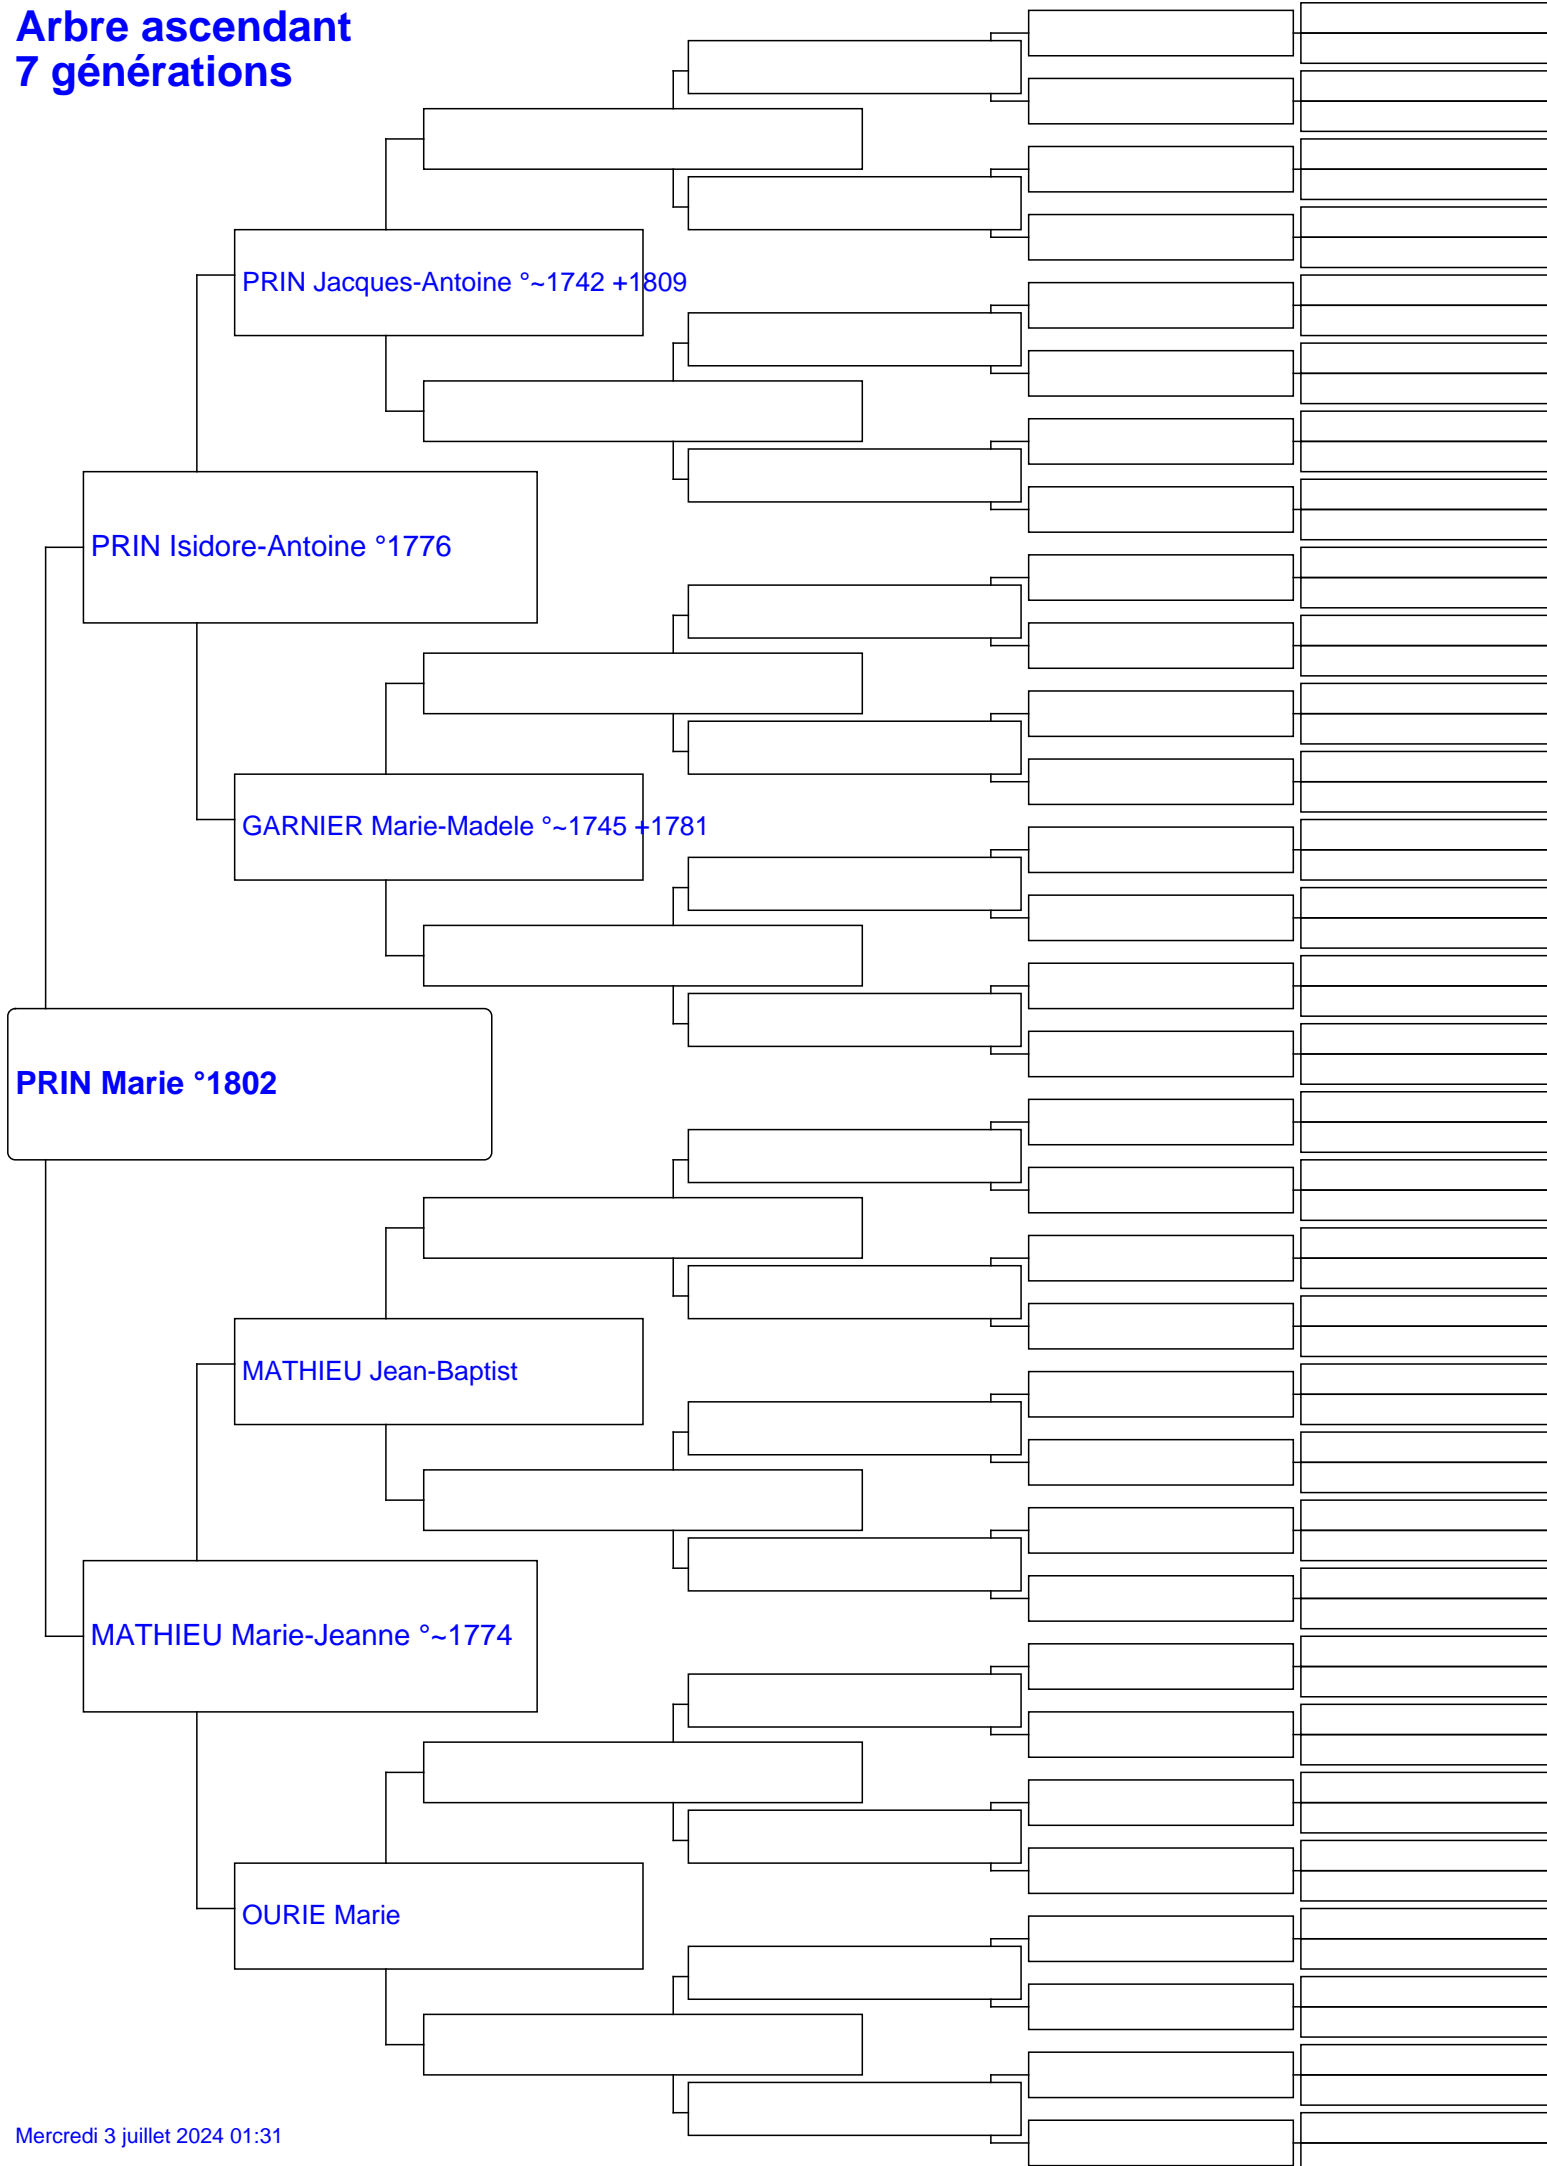 Arbre ascendant
7 générations
PRIN Jacques-Antoine °~1742 +1809
PRIN Isidore-Antoine °1776
GARNIER Marie-Madele °~1745 +1781
PRIN Marie °1802
MATHIEU Jean-Baptist
MATHIEU Marie-Jeanne °~1774
OURIE Marie
Mercredi 3 juillet 2024 01:31